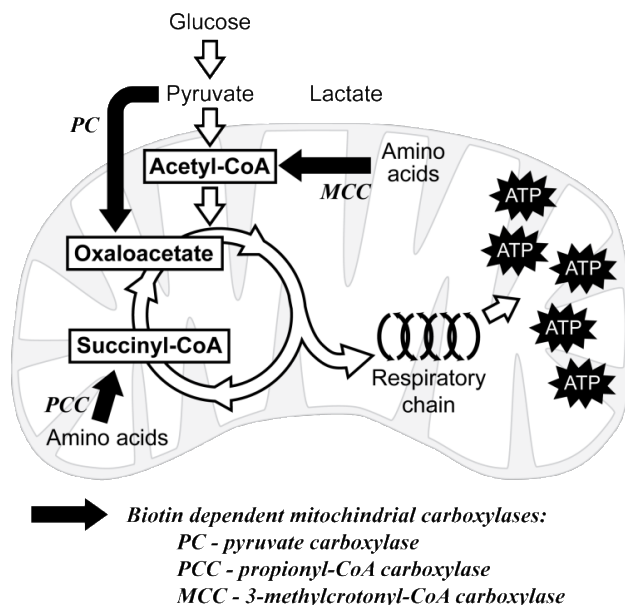 Glucose
Pyruvate
Lactate
PC
Acetyl-CoA
MCC
Amino
acids
Oxaloacetate
Succinyl-CoA
PCC
Amino acids
Respiratory
chain
ATP
ATP
ATP
ATP
ATP
Biotin dependent mitochindrial carboxylases:
PC - pyruvate carboxylase
PCC - propionyl-CoA carboxylase
MCC - 3-methylcrotonyl-CoA carboxylase